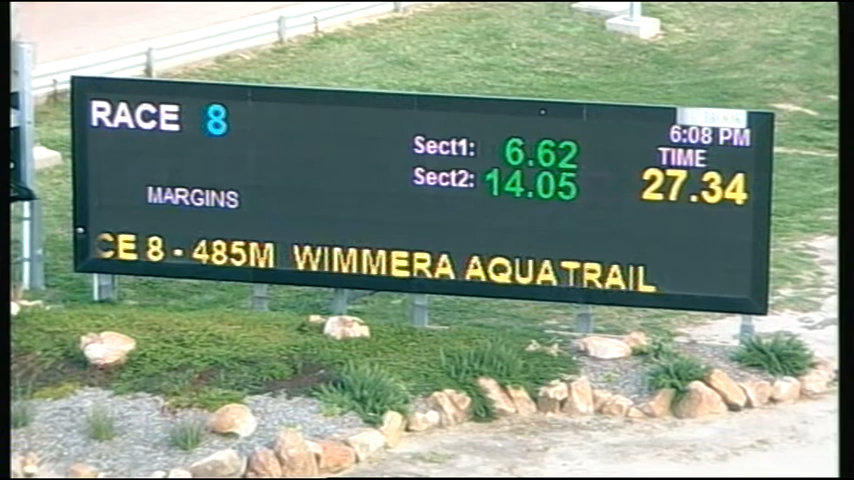 RACE 8
6:08 PM
Sect1: 6.62
TIME
Sect2: 14.05
27.34
MARGINS
CE 8 - 485M WIMMERA AQUATRAIL